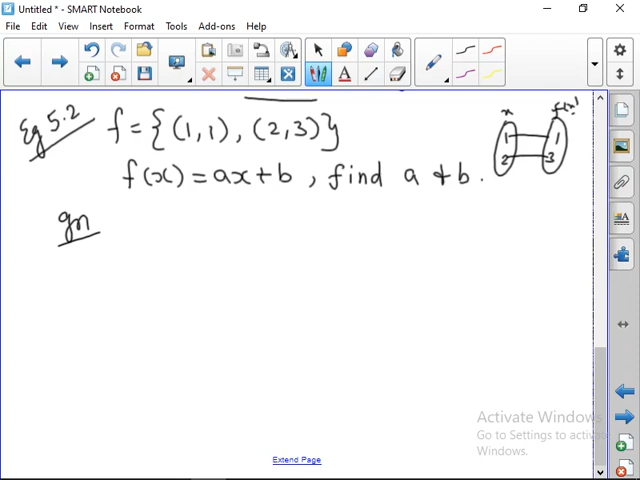 Untitled * - SMART Notebook
File Edit View Insert Format Tools Add-ons Help
Eg 5.2 f = {(1,1), (2,3)}
x f(x)
1 1
2 3
f(x) = ax + b , find a & b .
gn
Activate Windows
Go to Settings to activate
Windows.
Extend Page